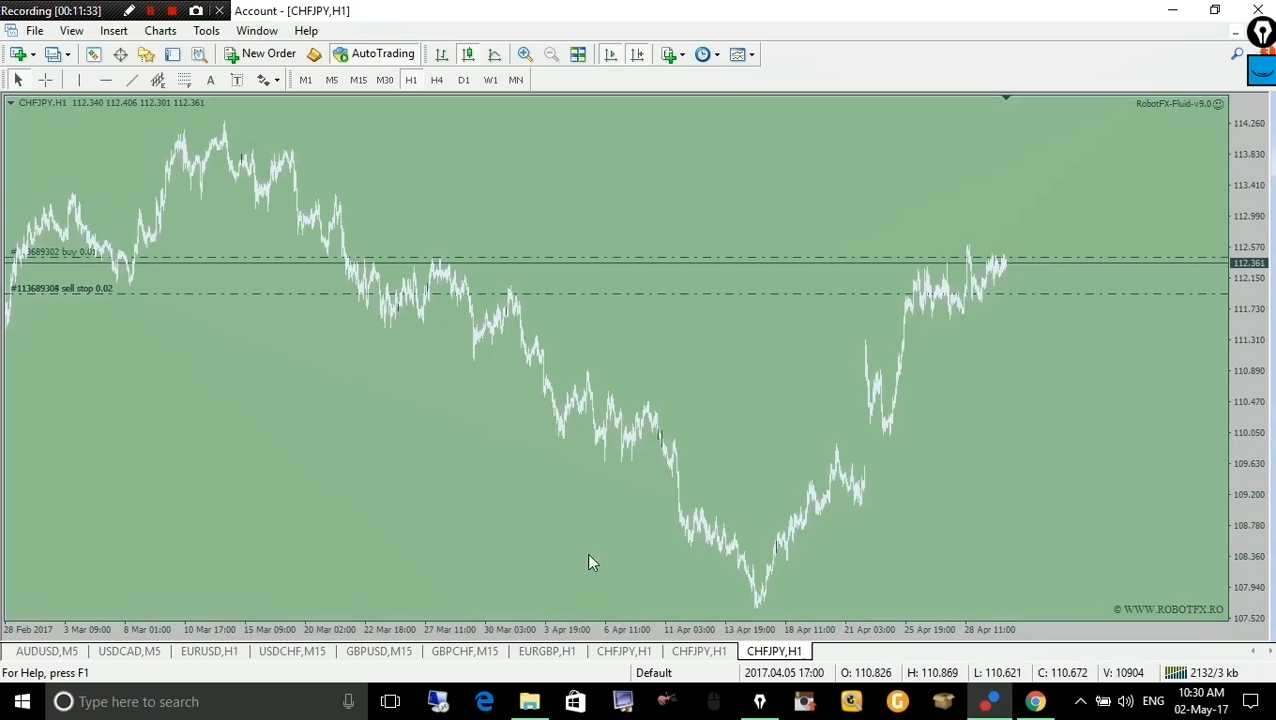 Recording [00:11:33]
Account - [CHFJPY,H1]
File View Insert Charts Tools Window Help
New Order AutoTrading
A T M1 M5 M15 M30 H1 H4 D1 W1 MN
CHFJPY,H1 112.340 112.406 112.301 112.361
RobotFX-Fluid-v9.0
114.260
113.830
113.410
112.990
112.570
112.361
112.150
111.730
111.310
110.890
110.470
110.050
109.630
109.200
108.780
108.360
107.940
107.520
buy 0.01
sell stop 0.02
© WWW.ROBOTFX.RO
28 Feb 2017 3 Mar 09:00 8 Mar 01:00 10 Mar 17:00 15 Mar 09:00 20 Mar 02:00 22 Mar 18:00 27 Mar 11:00 30 Mar 03:00 3 Apr 19:00 6 Apr 11:00 11 Apr 03:00 13 Apr 19:00 18 Apr 11:00 21 Apr 03:00 25 Apr 19:00 28 Apr 11:00
AUDUSD,M5 USDCAD,M5 EURUSD,H1 USDCHF,M15 GBPUSD,M15 GBPCHF,M15 EURGBP,H1 CHFJPY,H1 CHFJPY,H1 CHFJPY,H1
For Help, press F1 Default 2017.04.05 17:00 O: 110.826 H: 110.869 L: 110.621 C: 110.672 V: 10904 2132/3 kb
Type here to search
ENG
10:30 AM
02-May-17